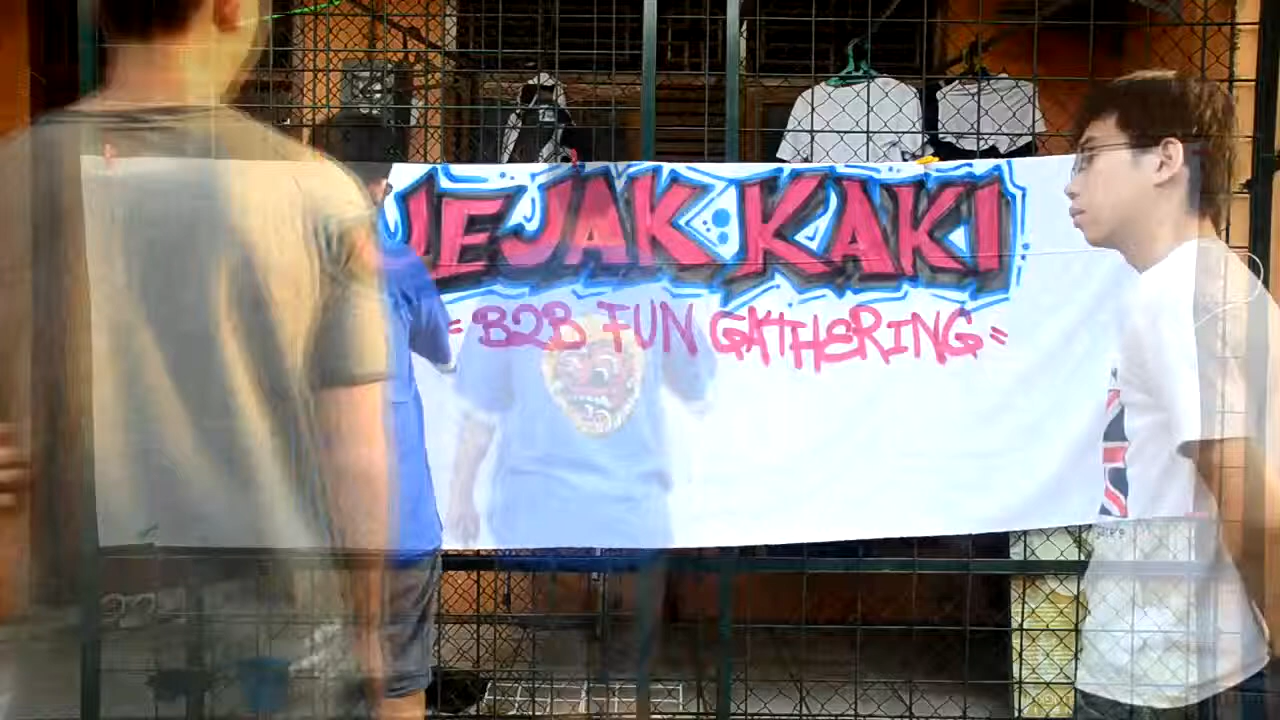 JEJAK KAKI
= B2B FUN GATHERING =